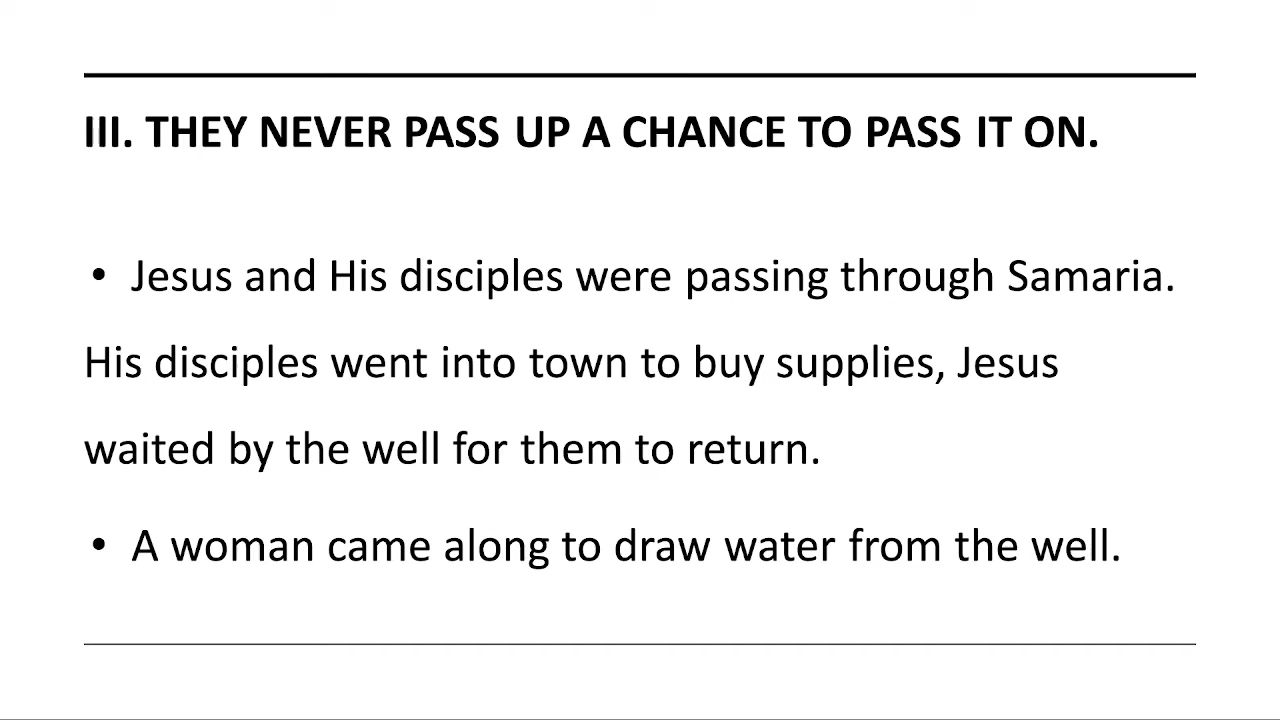 III. THEY NEVER PASS UP A CHANCE TO PASS IT ON.
• Jesus and His disciples were passing through Samaria.
His disciples went into town to buy supplies, Jesus
waited by the well for them to return.
• A woman came along to draw water from the well.